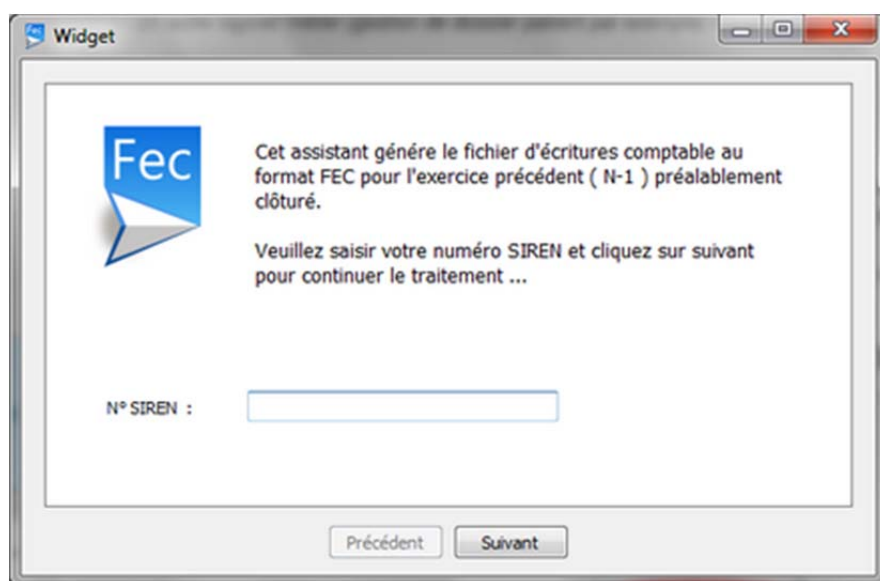 Widget
Fec
Cet assistant génére le fichier d'écritures comptable au
format FEC pour l'exercice précédent ( N-1 ) préalablement
clôturé.
Veuillez saisir votre numéro SIREN et cliquez sur suivant
pour continuer le traitement ...
N° SIREN :
Précédent
Suivant